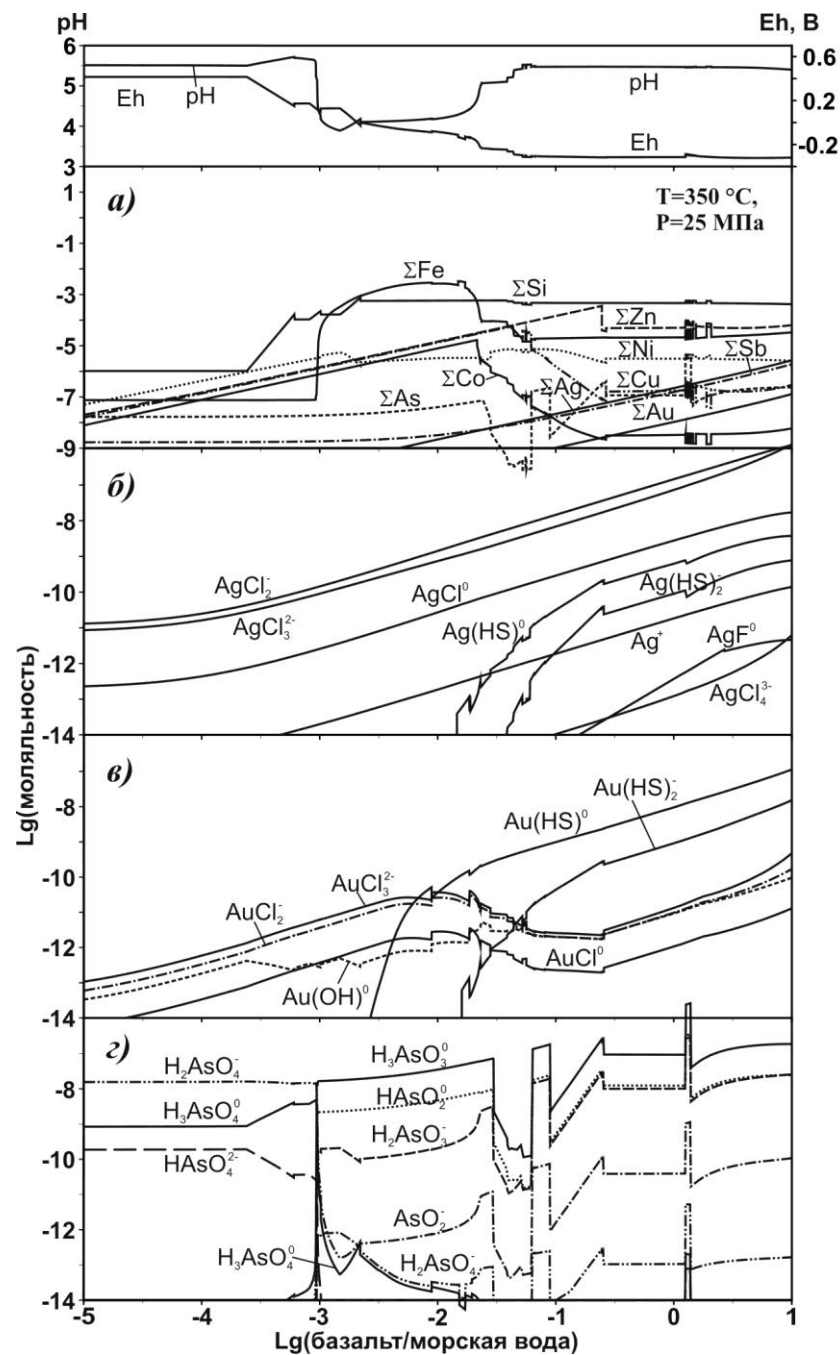 pH
Eh, В
6
5
4
3
0.6
0.2
-0.2
Eh
pH
pH
Eh
а)
T=350 °C,
P=25 МПа
1
-1
-3
-5
-7
-9
ΣFe
ΣSi
ΣZn
ΣNi
ΣSb
ΣCo
ΣAg
ΣCu
ΣAs
ΣAu
б)
-8
-10
-12
-14
AgCl₂⁻
AgCl₃²⁻
AgCl⁰
Ag(HS)⁰
Ag(HS)₂⁻
Ag⁺
AgF⁰
AgCl₄³⁻
Lg(моляльность)
в)
-8
-10
-12
-14
Au(HS)⁰
Au(HS)₂⁻
AuCl₃²⁻
AuCl₂⁻
Au(OH)⁰
AuCl⁰
г)
-8
-10
-12
-14
H₂AsO₄⁻
H₃AsO₃⁰
H₃AsO₄⁰
HAsO₂⁰
H₂AsO₃⁻
HAsO₄²⁻
AsO₂⁻
H₃AsO₄⁰
H₂AsO₄⁻
-5 -4 -3 -2 -1 0 1
Lg(базальт/морская вода)